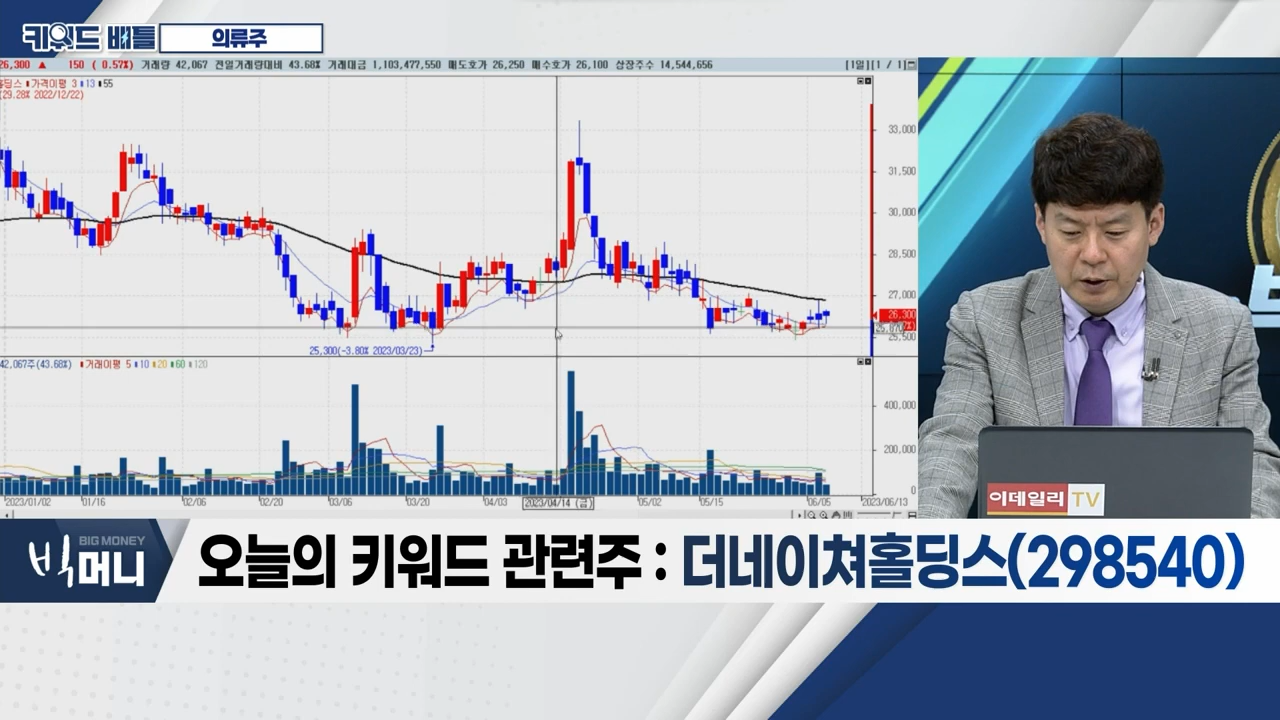 키워드 배틀 의류주
26,300 ▲ 150 ( 0.57%) 거래량 42,067 전일거래량대비 43.68% 거래대금 1,103,477,550 매도호가 26,250 매수호가 26,100 상장주수 14,544,656 [1일][1 / 1]
홀딩스 가격이평 3 13 55
(29.28% 2022/12/22)
33,000
31,500
30,000
28,500
27,000
26,300
25,500
25,300(-3.80% 2023/03/23)
42,067주(43.68%) 거래이평 5 10 20 60 120
400,000
200,000
0
2023/01/02 01/16 02/06 02/20 03/06 03/20 04/03 2023/04/14 (금) 05/02 05/15 06/05 2023/06/13
이데일리 TV
BIG MONEY
빅머니
오늘의 키워드 관련주 : 더네이쳐홀딩스(298540)